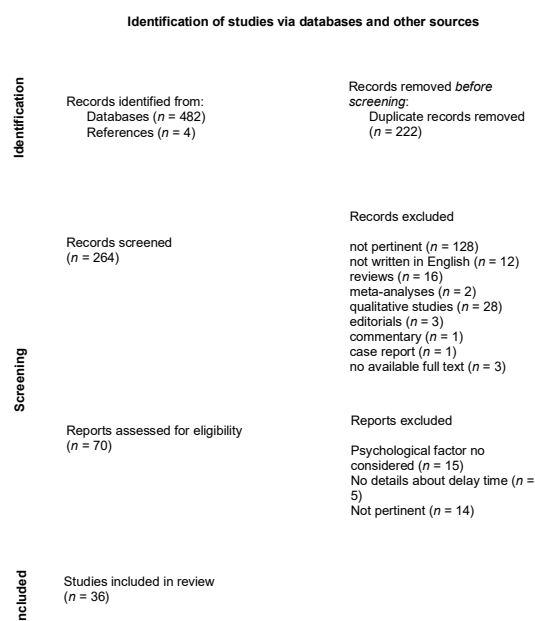 Identification of studies via databases and other sources
Identification
Records identified from:
Databases (n = 482)
References (n = 4)
Records removed before
screening:
Duplicate records removed
(n = 222)
Screening
Records screened
(n = 264)
Records excluded
not pertinent (n = 128)
not written in English (n = 12)
reviews (n = 16)
meta-analyses (n = 2)
qualitative studies (n = 28)
editorials (n = 3)
commentary (n = 1)
case report (n = 1)
no available full text (n = 3)
Reports assessed for eligibility
(n = 70)
Reports excluded
Psychological factor no
considered (n = 15)
No details about delay time (n =
5)
Not pertinent (n = 14)
ncluded
Studies included in review
(n = 36)